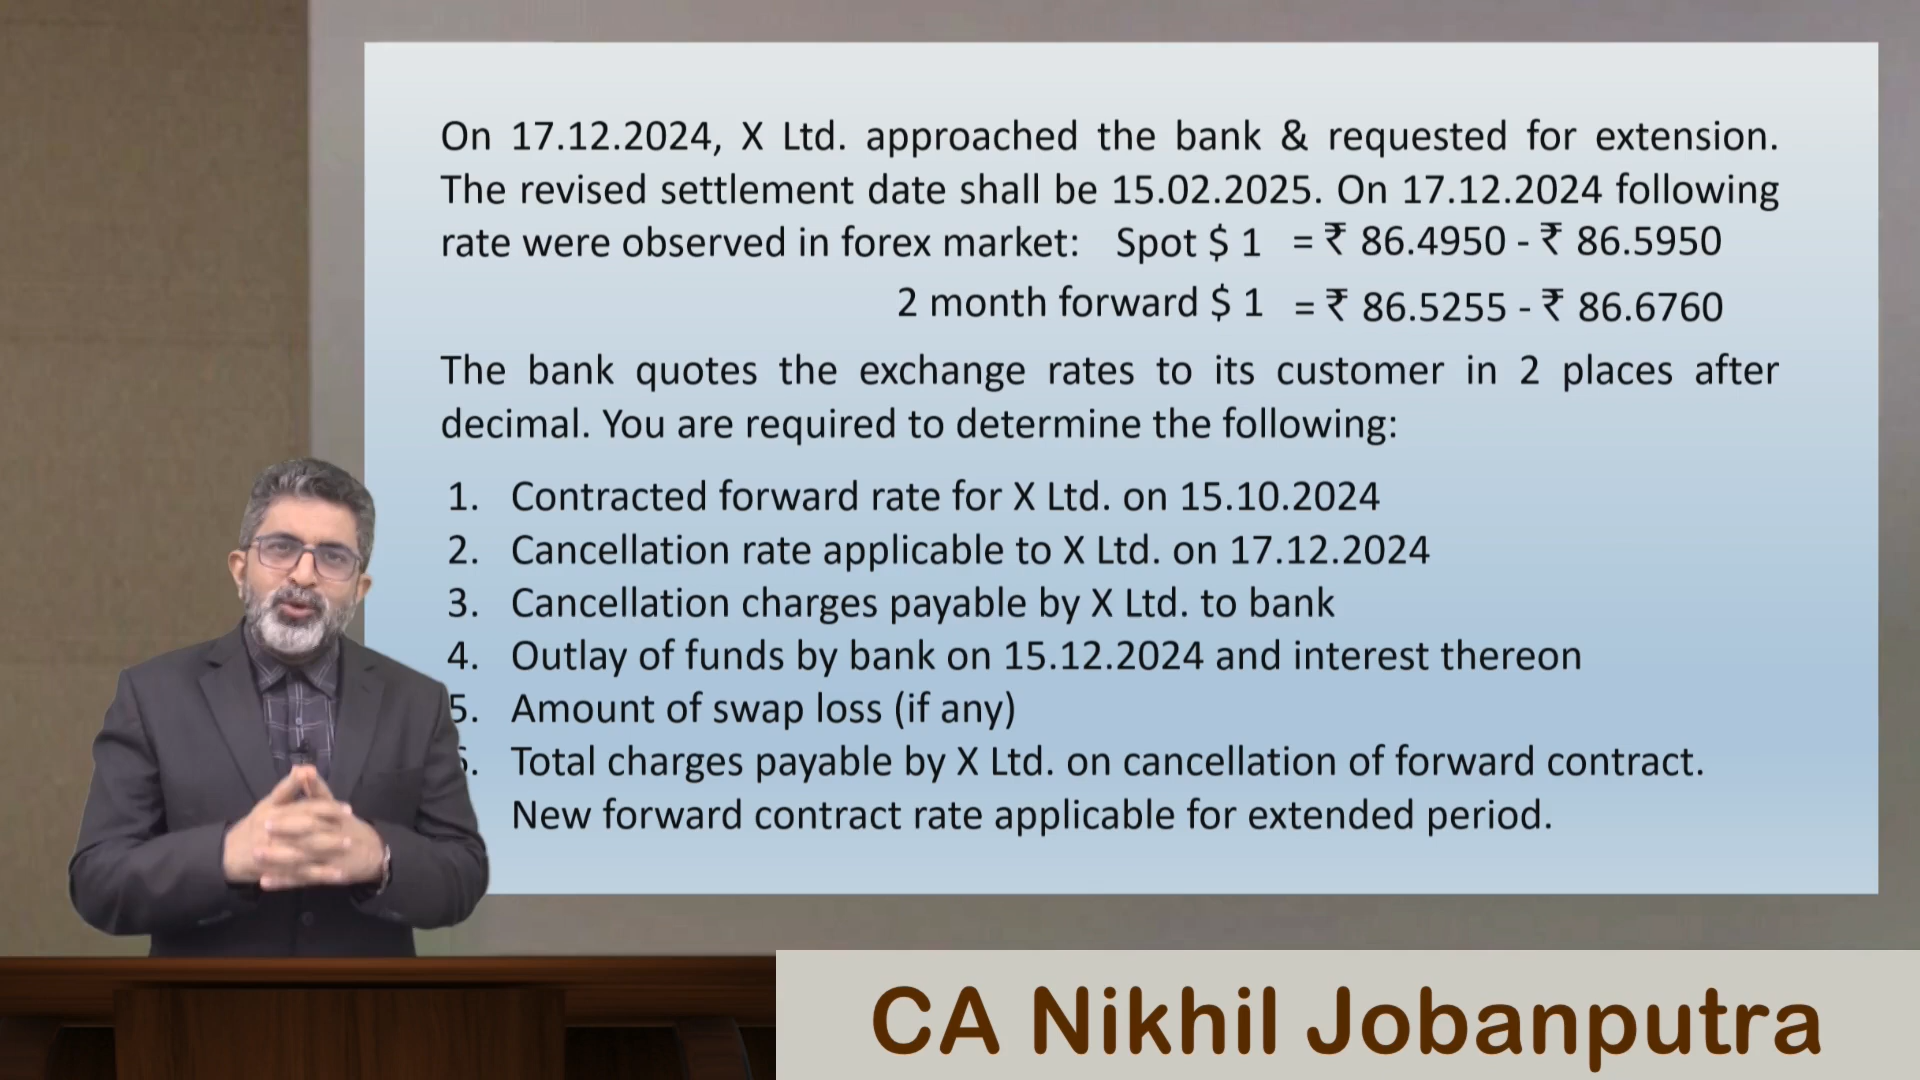 On 17.12.2024, X Ltd. approached the bank & requested for extension.
The revised settlement date shall be 15.02.2025. On 17.12.2024 following
rate were observed in forex market: Spot $ 1 = ₹ 86.4950 - ₹ 86.5950
2 month forward $ 1 = ₹ 86.5255 - ₹ 86.6760
The bank quotes the exchange rates to its customer in 2 places after
decimal. You are required to determine the following:
1. Contracted forward rate for X Ltd. on 15.10.2024
2. Cancellation rate applicable to X Ltd. on 17.12.2024
3. Cancellation charges payable by X Ltd. to bank
4. Outlay of funds by bank on 15.12.2024 and interest thereon
5. Amount of swap loss (if any)
Total charges payable by X Ltd. on cancellation of forward contract.
New forward contract rate applicable for extended period.
CA Nikhil Jobanputra